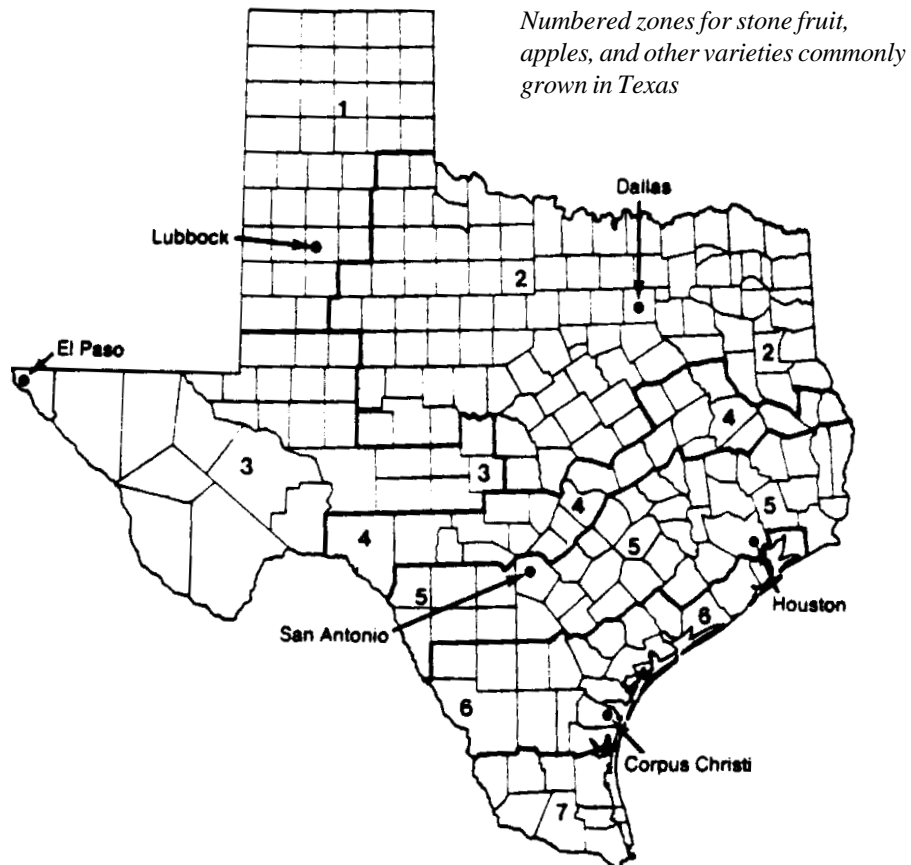 Numbered zones for stone fruit,
apples, and other varieties commonly
grown in Texas
1
Dallas
Lubbock
2
El Paso
2
4
3
3
4
5
4
5
5
Houston
San Antonio
6
6
Corpus Christi
7